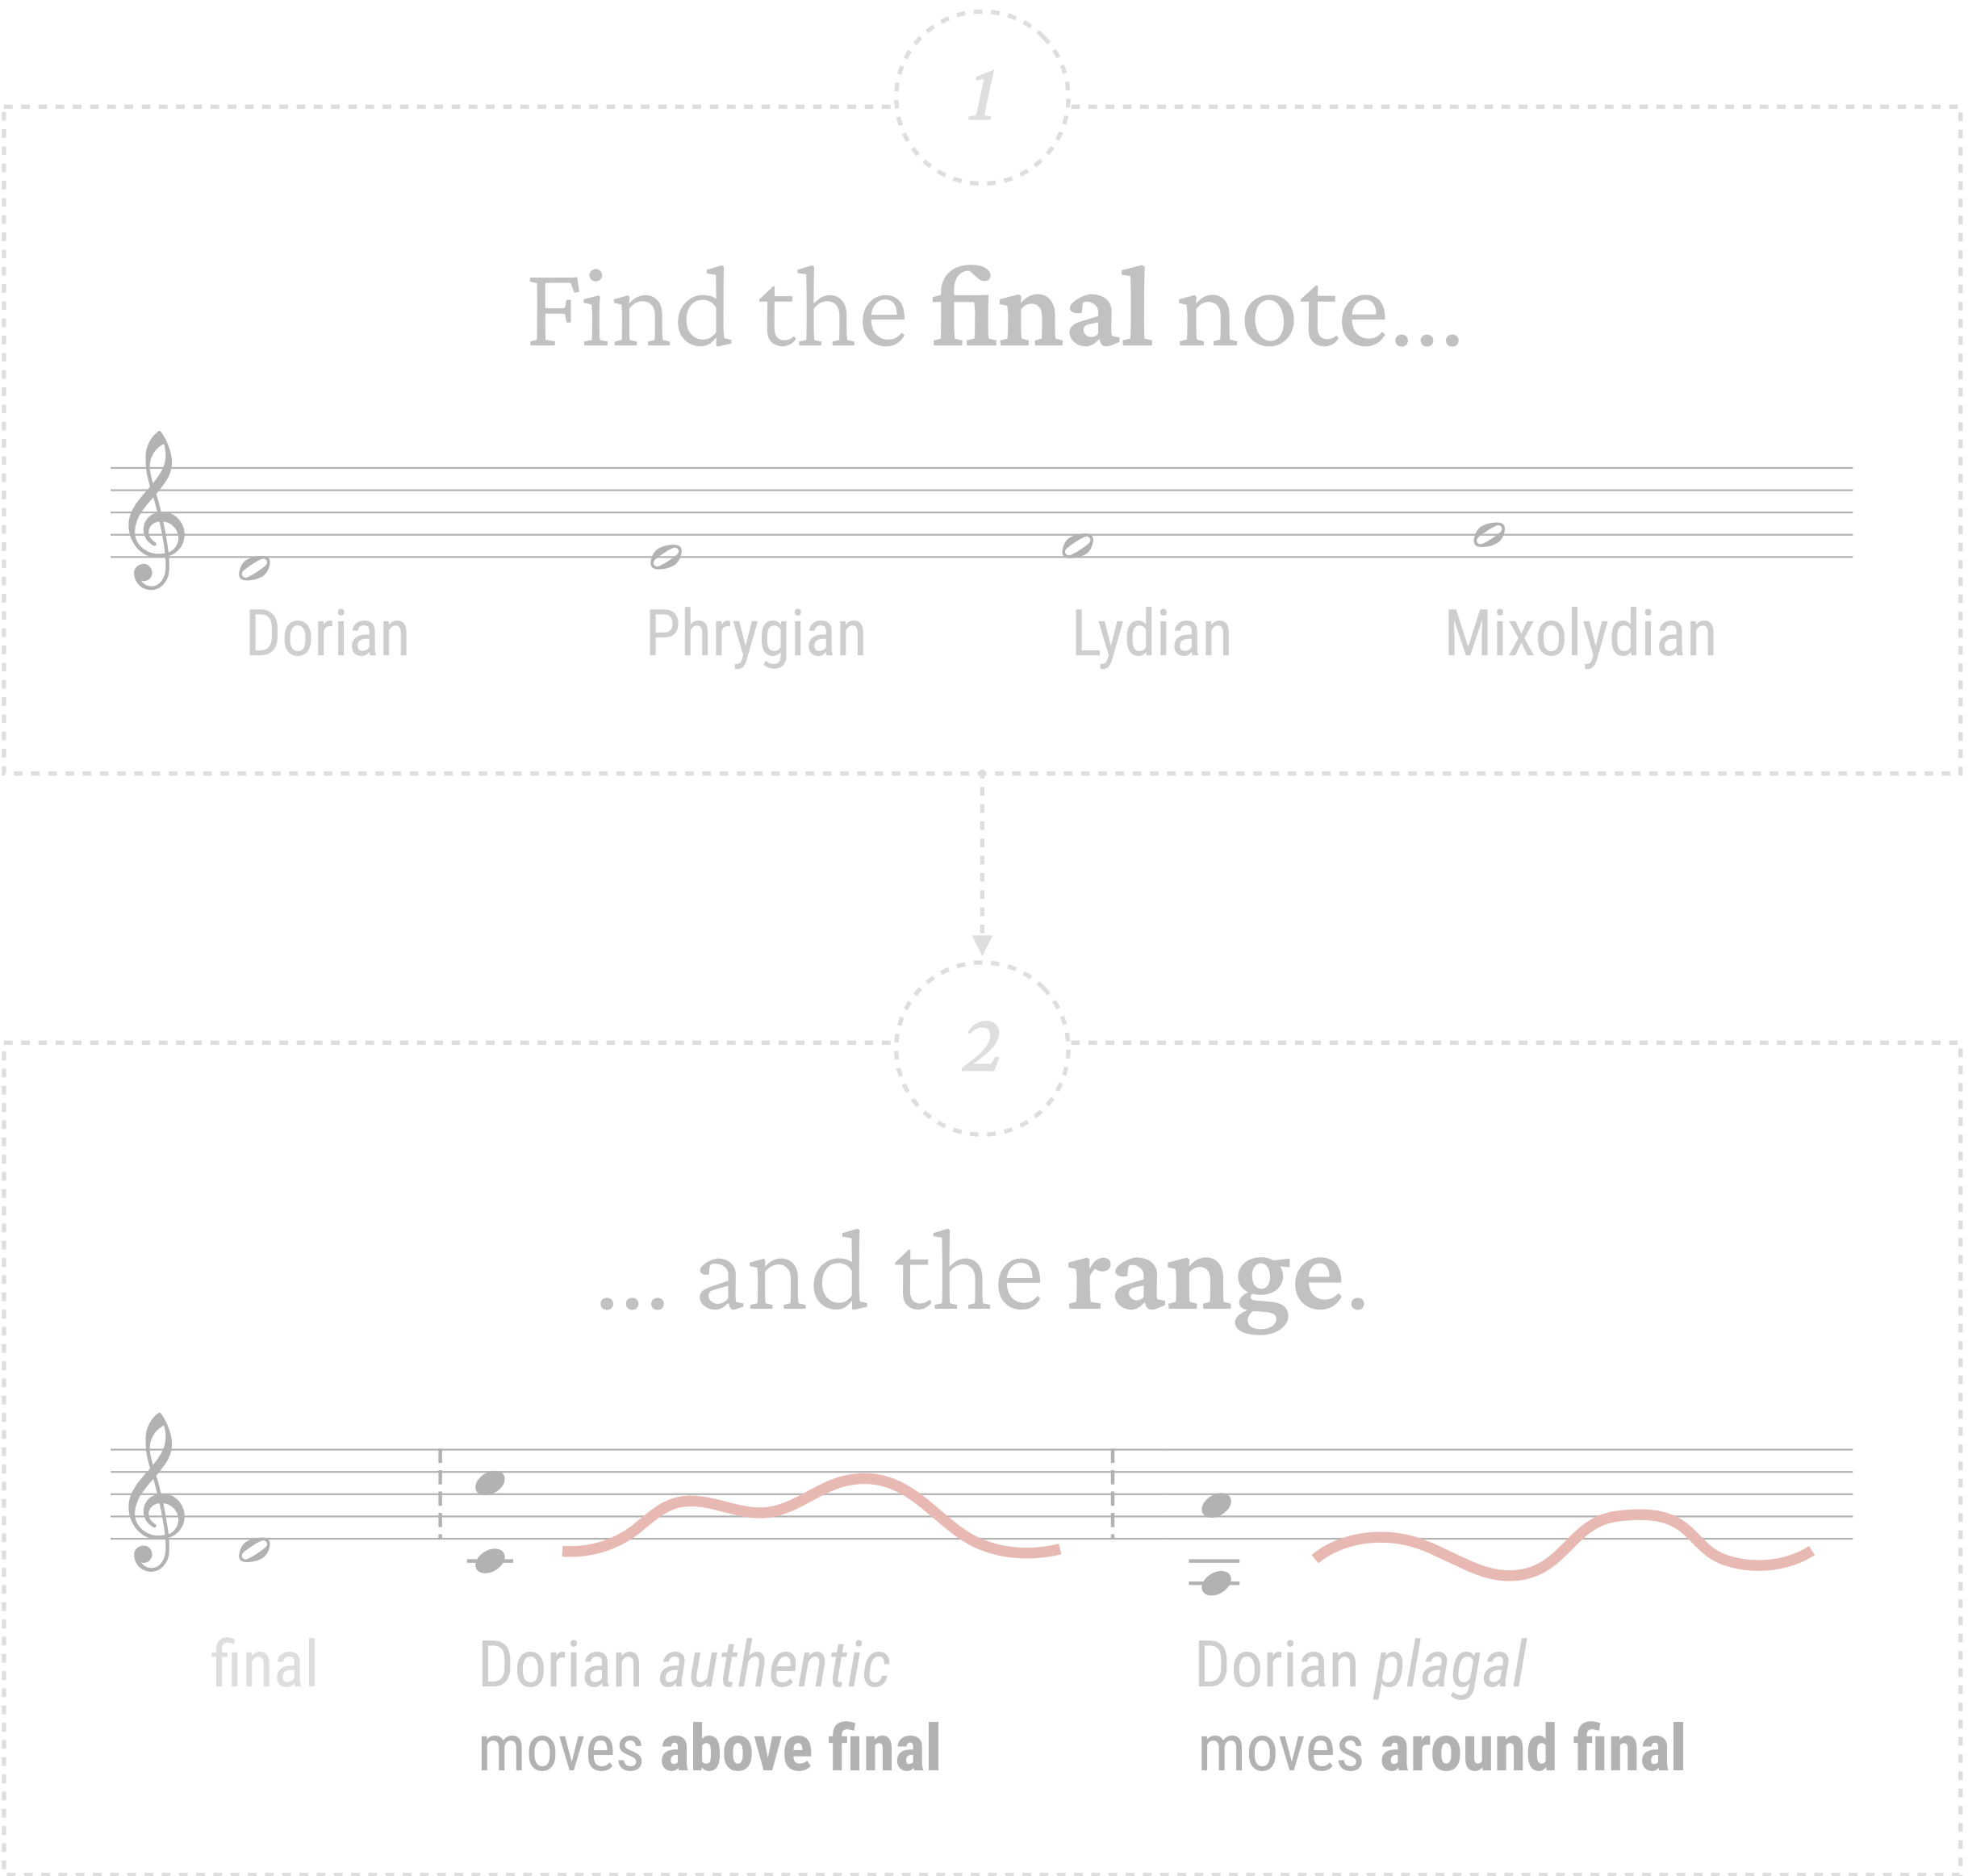 1
Find the final note...
Dorian Phrygian Lydian Mixolydian
2
... and the range.
final Dorian authentic Dorian plagal
moves above final moves around final